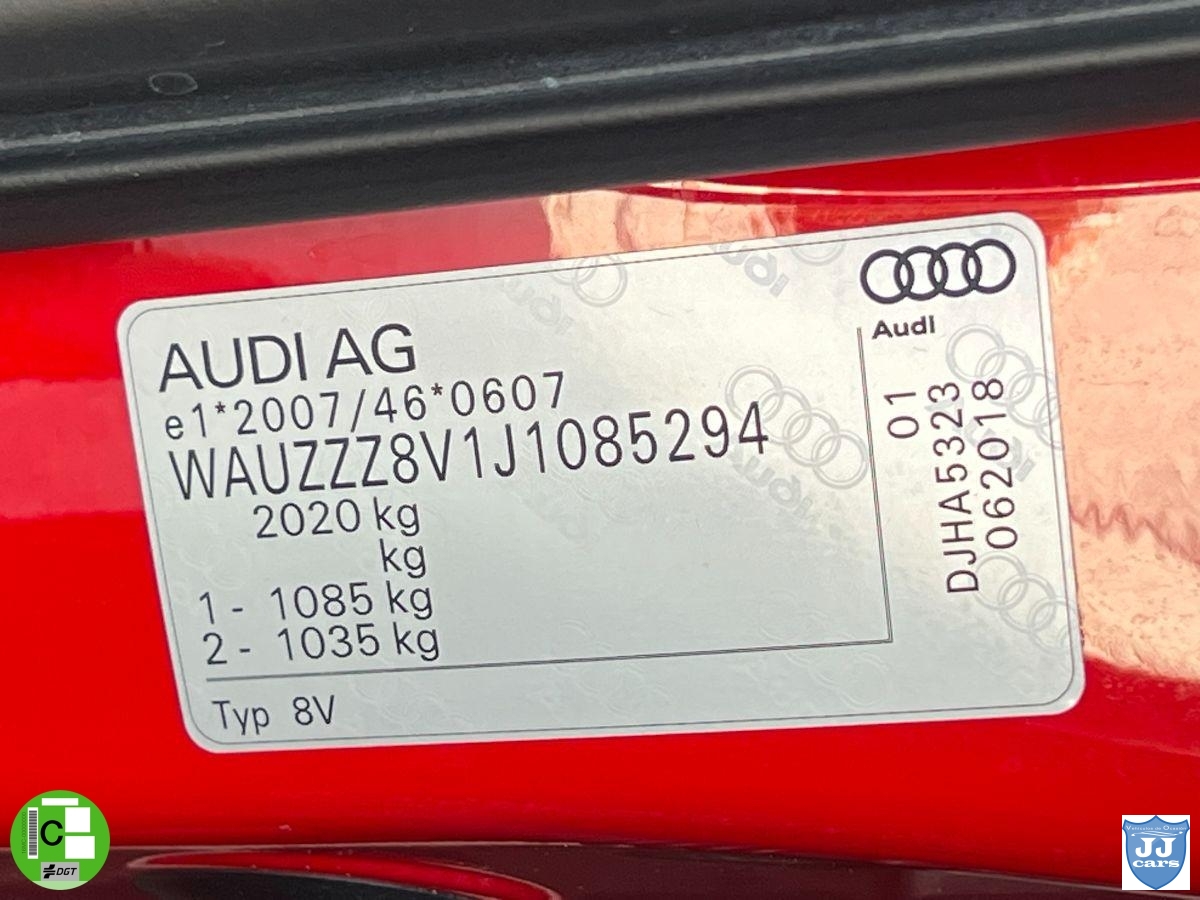 AUDI AG
e1*2007/46*0607
WAUZZZ8V1J1085294
2020 kg
kg
1 - 1085 kg
2 - 1035 kg
Typ 8V
Audi
01
DJHA5323
062018
C
DGT
JJ
cars